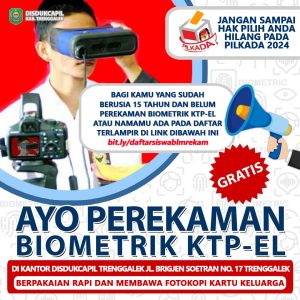 DISDUKCAPIL
KAB. TRENGGALEK
JANGAN SAMPAI
HAK PILIH ANDA
HILANG PADA
PILKADA 2024
PILKADA
BAGI KAMU YANG SUDAH
BERUSIA 15 TAHUN DAN BELUM
PEREKAMAN BIOMETRIK KTP-EL
ATAU NAMAMU ADA PADA DAFTAR
TERLAMPIR DI LINK DIBAWAH INI
bit.ly/daftarsiswablmrekam
GRATIS
AYO PEREKAMAN
BIOMETRIK KTP-EL
DI KANTOR DISDUKCAPIL TRENGGALEK JL. BRIGJEN SOETRAN NO. 17 TRENGGALEK
BERPAKAIAN RAPI DAN MEMBAWA FOTOKOPI KARTU KELUARGA